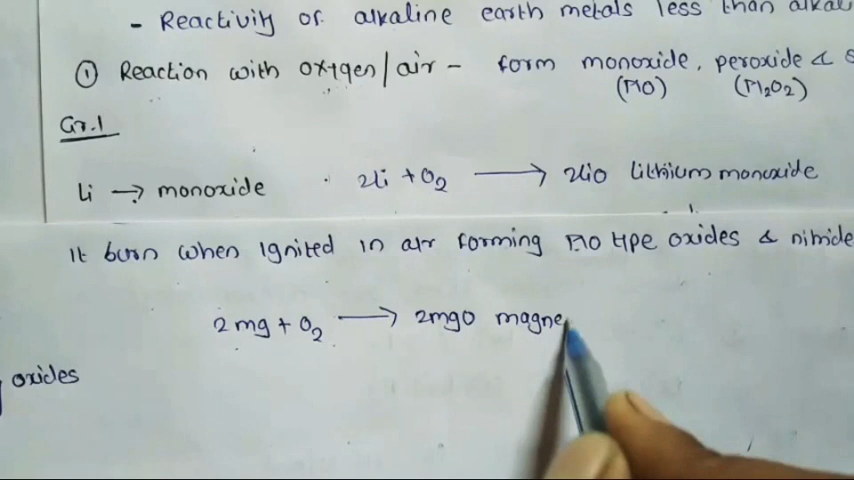 - Reactivity of alkaline earth metals less than alkal
① Reaction with oxygen/air - form monoxide, peroxide & s
(MO) (M₂O₂)
Gr.1
Li → monoxide 2Li + O₂ → 2LiO Lithium monoxide
It burn when ignited in air forming MO type oxides & nitride
2mg + O₂ → 2mgO magne
oxides